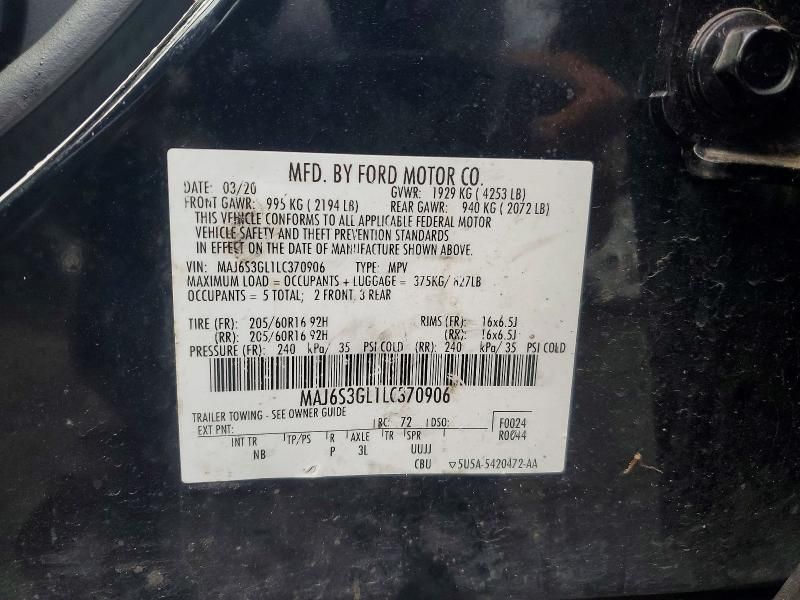 MFD. BY FORD MOTOR CO.
DATE: 03/20 GVWR: 1929 KG ( 4253 LB)
FRONT GAWR: 995 KG ( 2194 LB) REAR GAWR: 940 KG ( 2072 LB)
THIS VEHICLE CONFORMS TO ALL APPLICABLE FEDERAL MOTOR
VEHICLE SAFETY AND THEFT PREVENTION STANDARDS
IN EFFECT ON THE DATE OF MANUFACTURE SHOWN ABOVE.
VIN: MAJ6S3GL1LC370906 TYPE: MPV
MAXIMUM LOAD = OCCUPANTS + LUGGAGE = 375KG/ 827LB
OCCUPANTS = 5 TOTAL; 2 FRONT, 3 REAR
TIRE (FR): 205/60R16 92H RIMS (FR): 16x6.5J
(RR): 205/60R16 92H (RR): 16x6.5J
PRESSURE (FR): 240 kPa/ 35 PSI COLD (RR): 240 kPa/ 35 PSI COLD
MAJ6S3GL1LC370906
TRAILER TOWING - SEE OWNER GUIDE
EXT PNT: BC: 72 DSO: F0024
INT TR TP/PS R AXLE TR SPR R0044
NB P 3L UUJJ
CBU ▽5U5A-5420472-AA